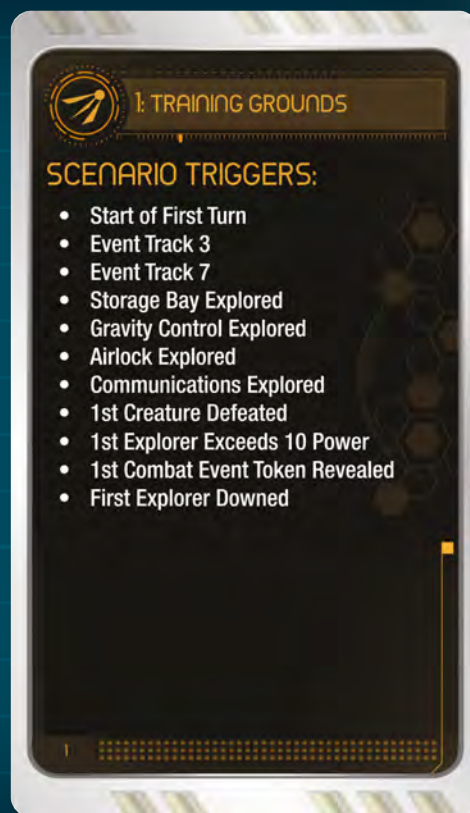 1: TRAINING GROUNDS
SCENARIO TRIGGERS:
• Start of First Turn
• Event Track 3
• Event Track 7
• Storage Bay Explored
• Gravity Control Explored
• Airlock Explored
• Communications Explored
• 1st Creature Defeated
• 1st Explorer Exceeds 10 Power
• 1st Combat Event Token Revealed
• First Explorer Downed
1